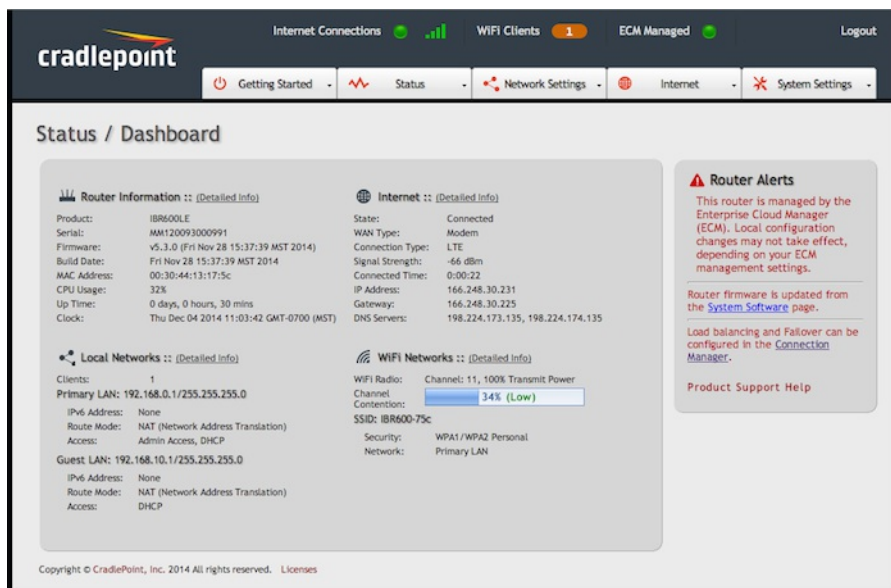 cradlepoint
Internet Connections
WiFi Clients 1
ECM Managed
Logout
Getting Started
Status
Network Settings
Internet
System Settings
Status / Dashboard
Router Information :: (Detailed Info)
Product: IBR600LE
Serial: MM120093000991
Firmware: v5.3.0 (Fri Nov 28 15:37:39 MST 2014)
Build Date: Fri Nov 28 15:37:39 MST 2014
MAC Address: 00:30:44:13:17:5c
CPU Usage: 32%
Up Time: 0 days, 0 hours, 30 mins
Clock: Thu Dec 04 2014 11:03:42 GMT-0700 (MST)
Internet :: (Detailed Info)
State: Connected
WAN Type: Modem
Connection Type: LTE
Signal Strength: -66 dBm
Connected Time: 0:00:22
IP Address: 166.248.30.231
Gateway: 166.248.30.225
DNS Servers: 198.224.173.135, 198.224.174.135
Local Networks :: (Detailed Info)
Clients: 1
Primary LAN: 192.168.0.1/255.255.255.0
IPv6 Address: None
Route Mode: NAT (Network Address Translation)
Access: Admin Access, DHCP
Guest LAN: 192.168.10.1/255.255.255.0
IPv6 Address: None
Route Mode: NAT (Network Address Translation)
Access: DHCP
WiFi Networks :: (Detailed Info)
WiFi Radio: Channel: 11, 100% Transmit Power
Channel
Contention: 34% (Low)
SSID: IBR600-75c
Security: WPA1/WPA2 Personal
Network: Primary LAN
Router Alerts
This router is managed by the
Enterprise Cloud Manager
(ECM). Local configuration
changes may not take effect,
depending on your ECM
management settings.
Router firmware is updated from
the System Software page.
Load balancing and Failover can be
configured in the Connection
Manager.
Product Support Help
Copyright © CradlePoint, Inc. 2014 All rights reserved. Licenses